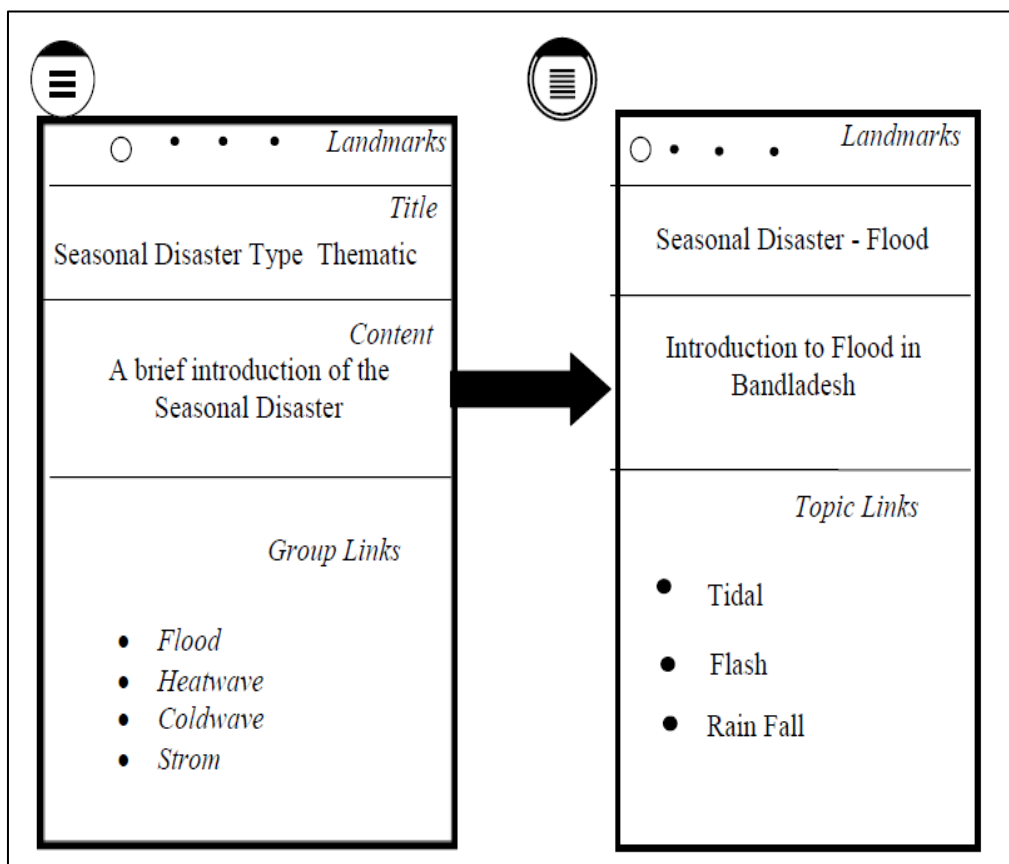 Landmarks
Title
Seasonal Disaster Type Thematic
Content
A brief introduction of the
Seasonal Disaster
Group Links
• Flood
• Heatwave
• Coldwave
• Strom
Landmarks
Seasonal Disaster - Flood
Introduction to Flood in
Bandladesh
Topic Links
• Tidal
• Flash
• Rain Fall